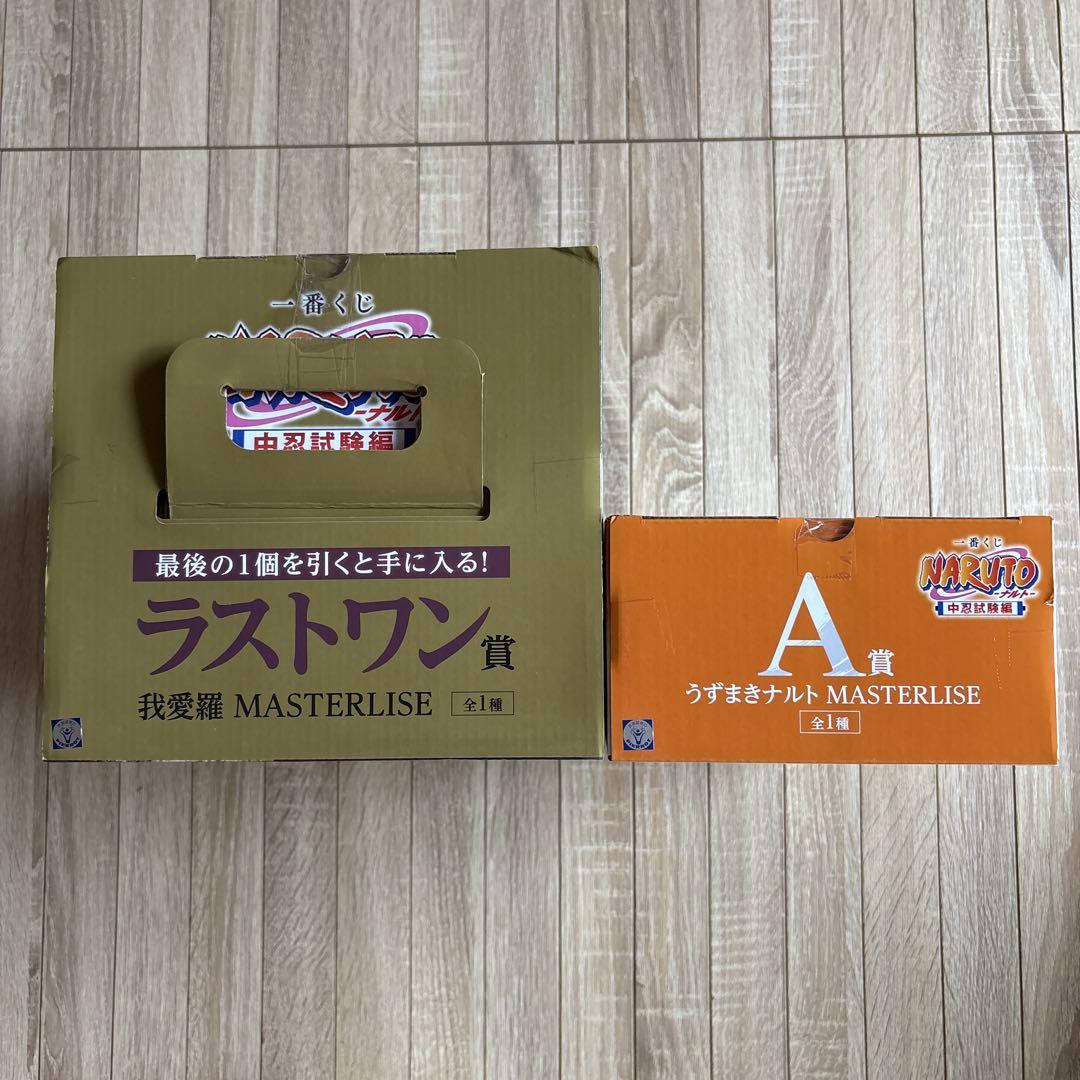 一番くじ
-ナルト-
中忍試験編
最後の1個を引くと手に入る!
ラストワン賞
我愛羅 MASTERLISE 全1種
一番くじ
NARUTO
-ナルト-
中忍試験編
A賞
うずまきナルト MASTERLISE
全1種